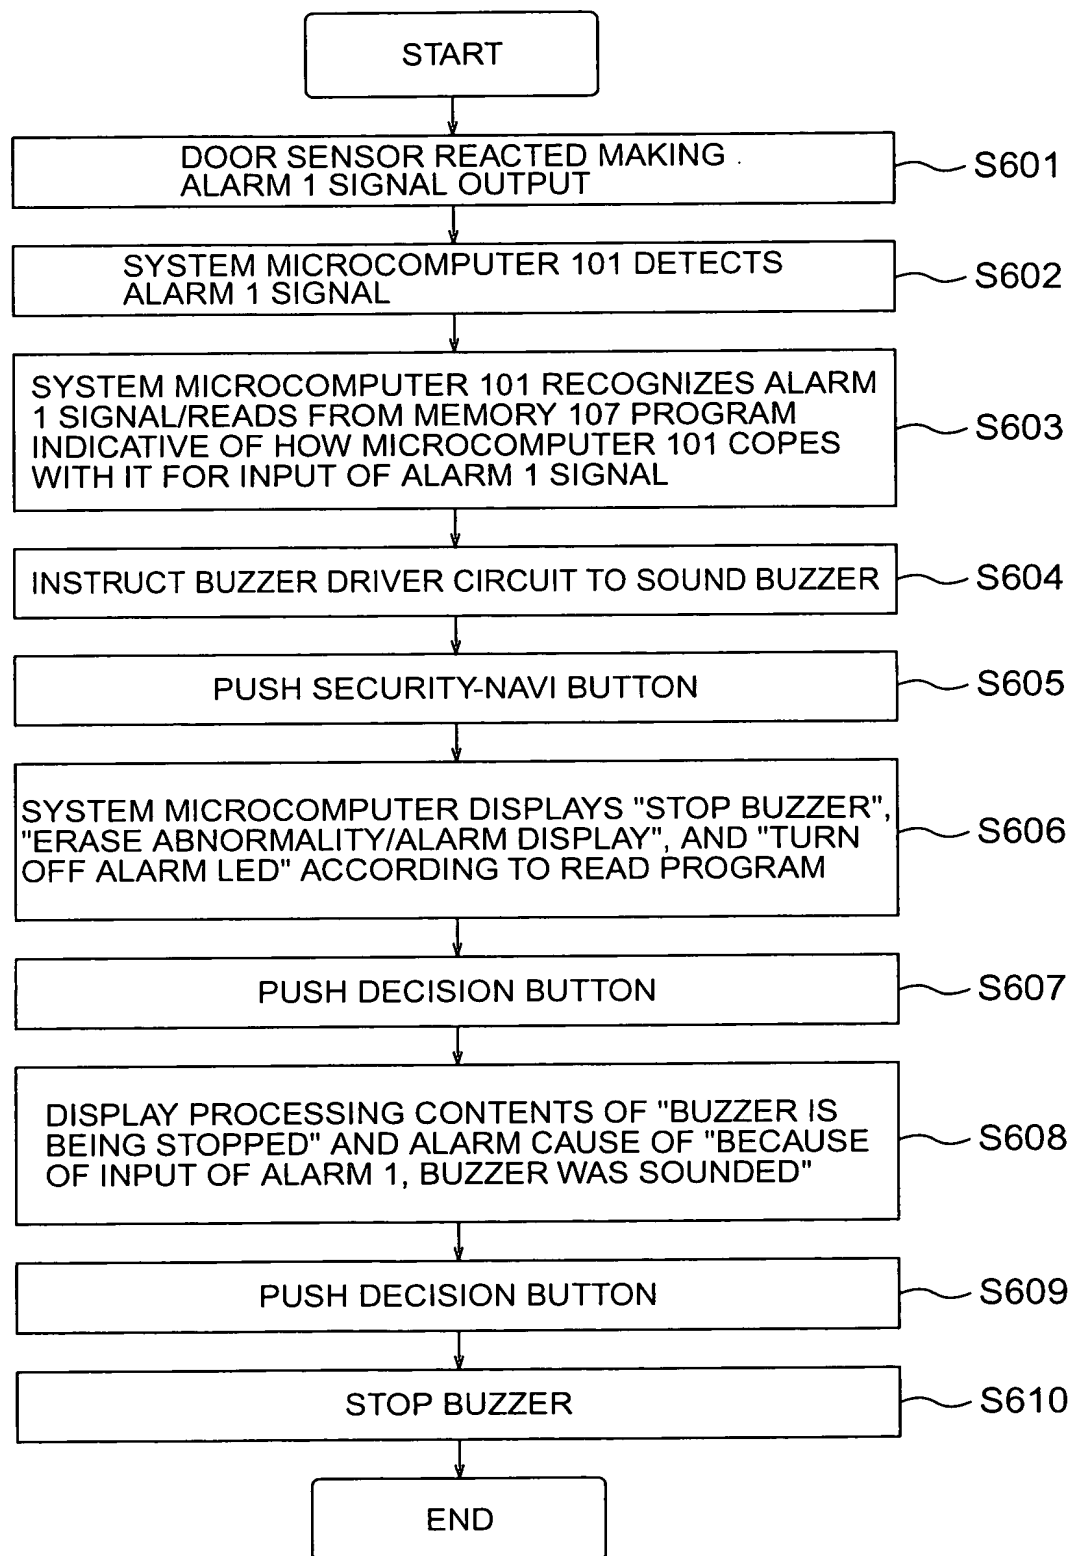 START
DOOR SENSOR REACTED MAKING
ALARM 1 SIGNAL OUTPUT
S601
SYSTEM MICROCOMPUTER 101 DETECTS
ALARM 1 SIGNAL
S602
SYSTEM MICROCOMPUTER 101 RECOGNIZES ALARM
1 SIGNAL/READS FROM MEMORY 107 PROGRAM
INDICATIVE OF HOW MICROCOMPUTER 101 COPES
WITH IT FOR INPUT OF ALARM 1 SIGNAL
S603
INSTRUCT BUZZER DRIVER CIRCUIT TO SOUND BUZZER
S604
PUSH SECURITY-NAVI BUTTON
S605
SYSTEM MICROCOMPUTER DISPLAYS "STOP BUZZER",
"ERASE ABNORMALITY/ALARM DISPLAY", AND "TURN
OFF ALARM LED" ACCORDING TO READ PROGRAM
S606
PUSH DECISION BUTTON
S607
DISPLAY PROCESSING CONTENTS OF "BUZZER IS
BEING STOPPED" AND ALARM CAUSE OF "BECAUSE
OF INPUT OF ALARM 1, BUZZER WAS SOUNDED"
S608
PUSH DECISION BUTTON
S609
STOP BUZZER
S610
END